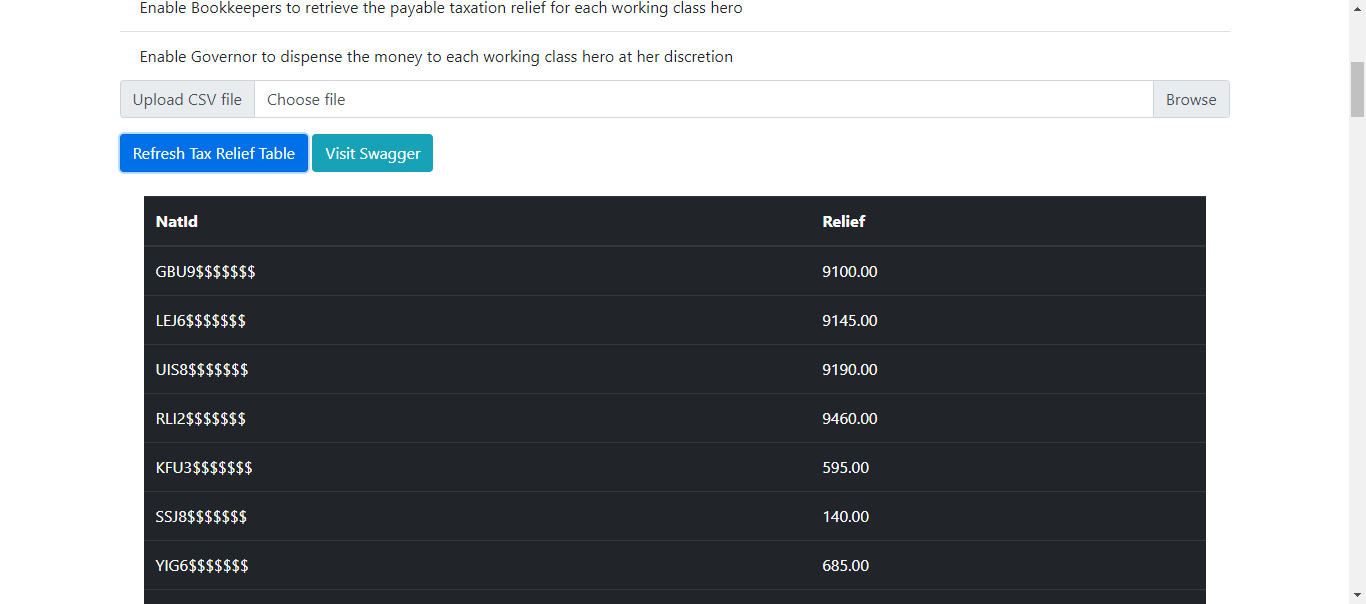 Enable Bookkeepers to retrieve the payable taxation relief for each working class hero
Enable Governor to dispense the money to each working class hero at her discretion
Upload CSV file Choose file Browse
Refresh Tax Relief Table Visit Swagger
NatId Relief
GBU9$$$$$$$ 9100.00
LEJ6$$$$$$$ 9145.00
UIS8$$$$$$$ 9190.00
RLI2$$$$$$$ 9460.00
KFU3$$$$$$$ 595.00
SSJ8$$$$$$$ 140.00
YIG6$$$$$$$ 685.00